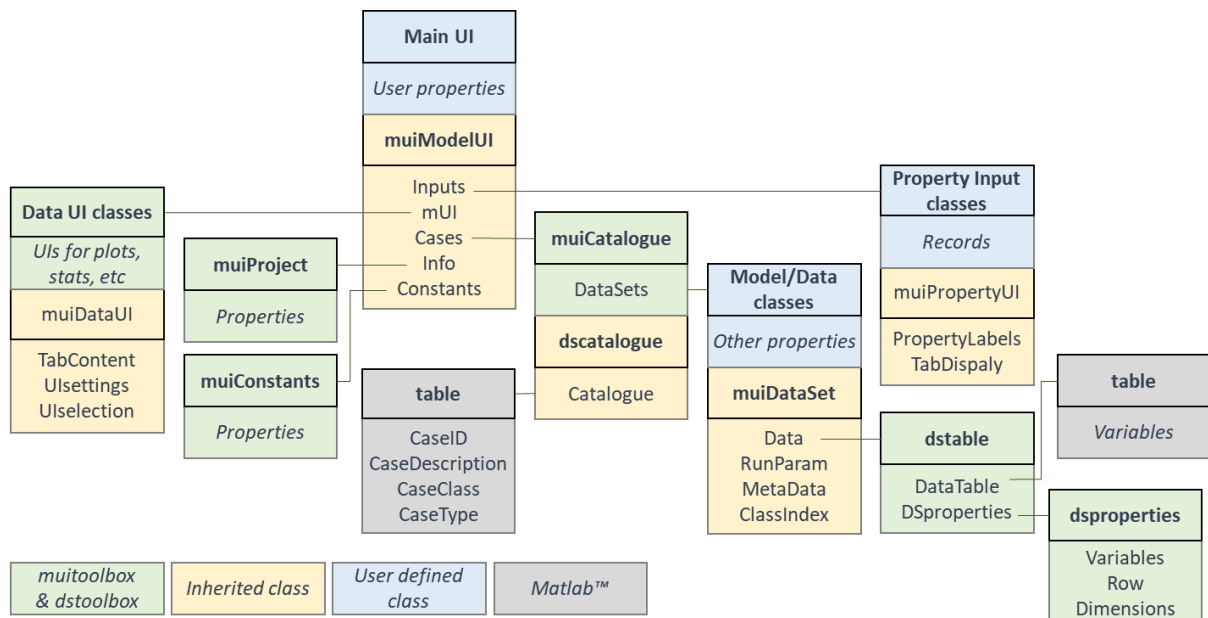 Main UI
User properties
muiModelUI
Inputs
mUI
Cases
Info
Constants
Data UI classes
UIs for plots,
stats, etc
muiDataUI
TabContent
UIsettings
UIselection
muiProject
Properties
muiConstants
Properties
table
CaseID
CaseDescription
CaseClass
CaseType
muiCatalogue
DataSets
dscatalogue
Catalogue
Model/Data
classes
Other properties
muiDataSet
Data
RunParam
MetaData
ClassIndex
Property Input
classes
Records
muiPropertyUI
PropertyLabels
TabDispaly
dstable
DataTable
DSproperties
table
Variables
dsproperties
Variables
Row
Dimensions
muitoolbox
& dstoolbox
Inherited class
User defined
class
Matlab™